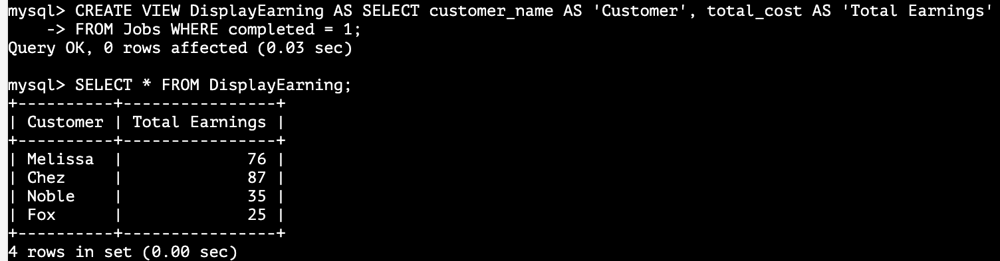 mysql> CREATE VIEW DisplayEarning AS SELECT customer_name AS 'Customer', total_cost AS 'Total Earnings'
    -> FROM Jobs WHERE completed = 1;
Query OK, 0 rows affected (0.03 sec)

mysql> SELECT * FROM DisplayEarning;
+----------+----------------+
| Customer | Total Earnings |
+----------+----------------+
| Melissa  |             76 |
| Chez     |             87 |
| Noble    |             35 |
| Fox      |             25 |
+----------+----------------+
4 rows in set (0.00 sec)